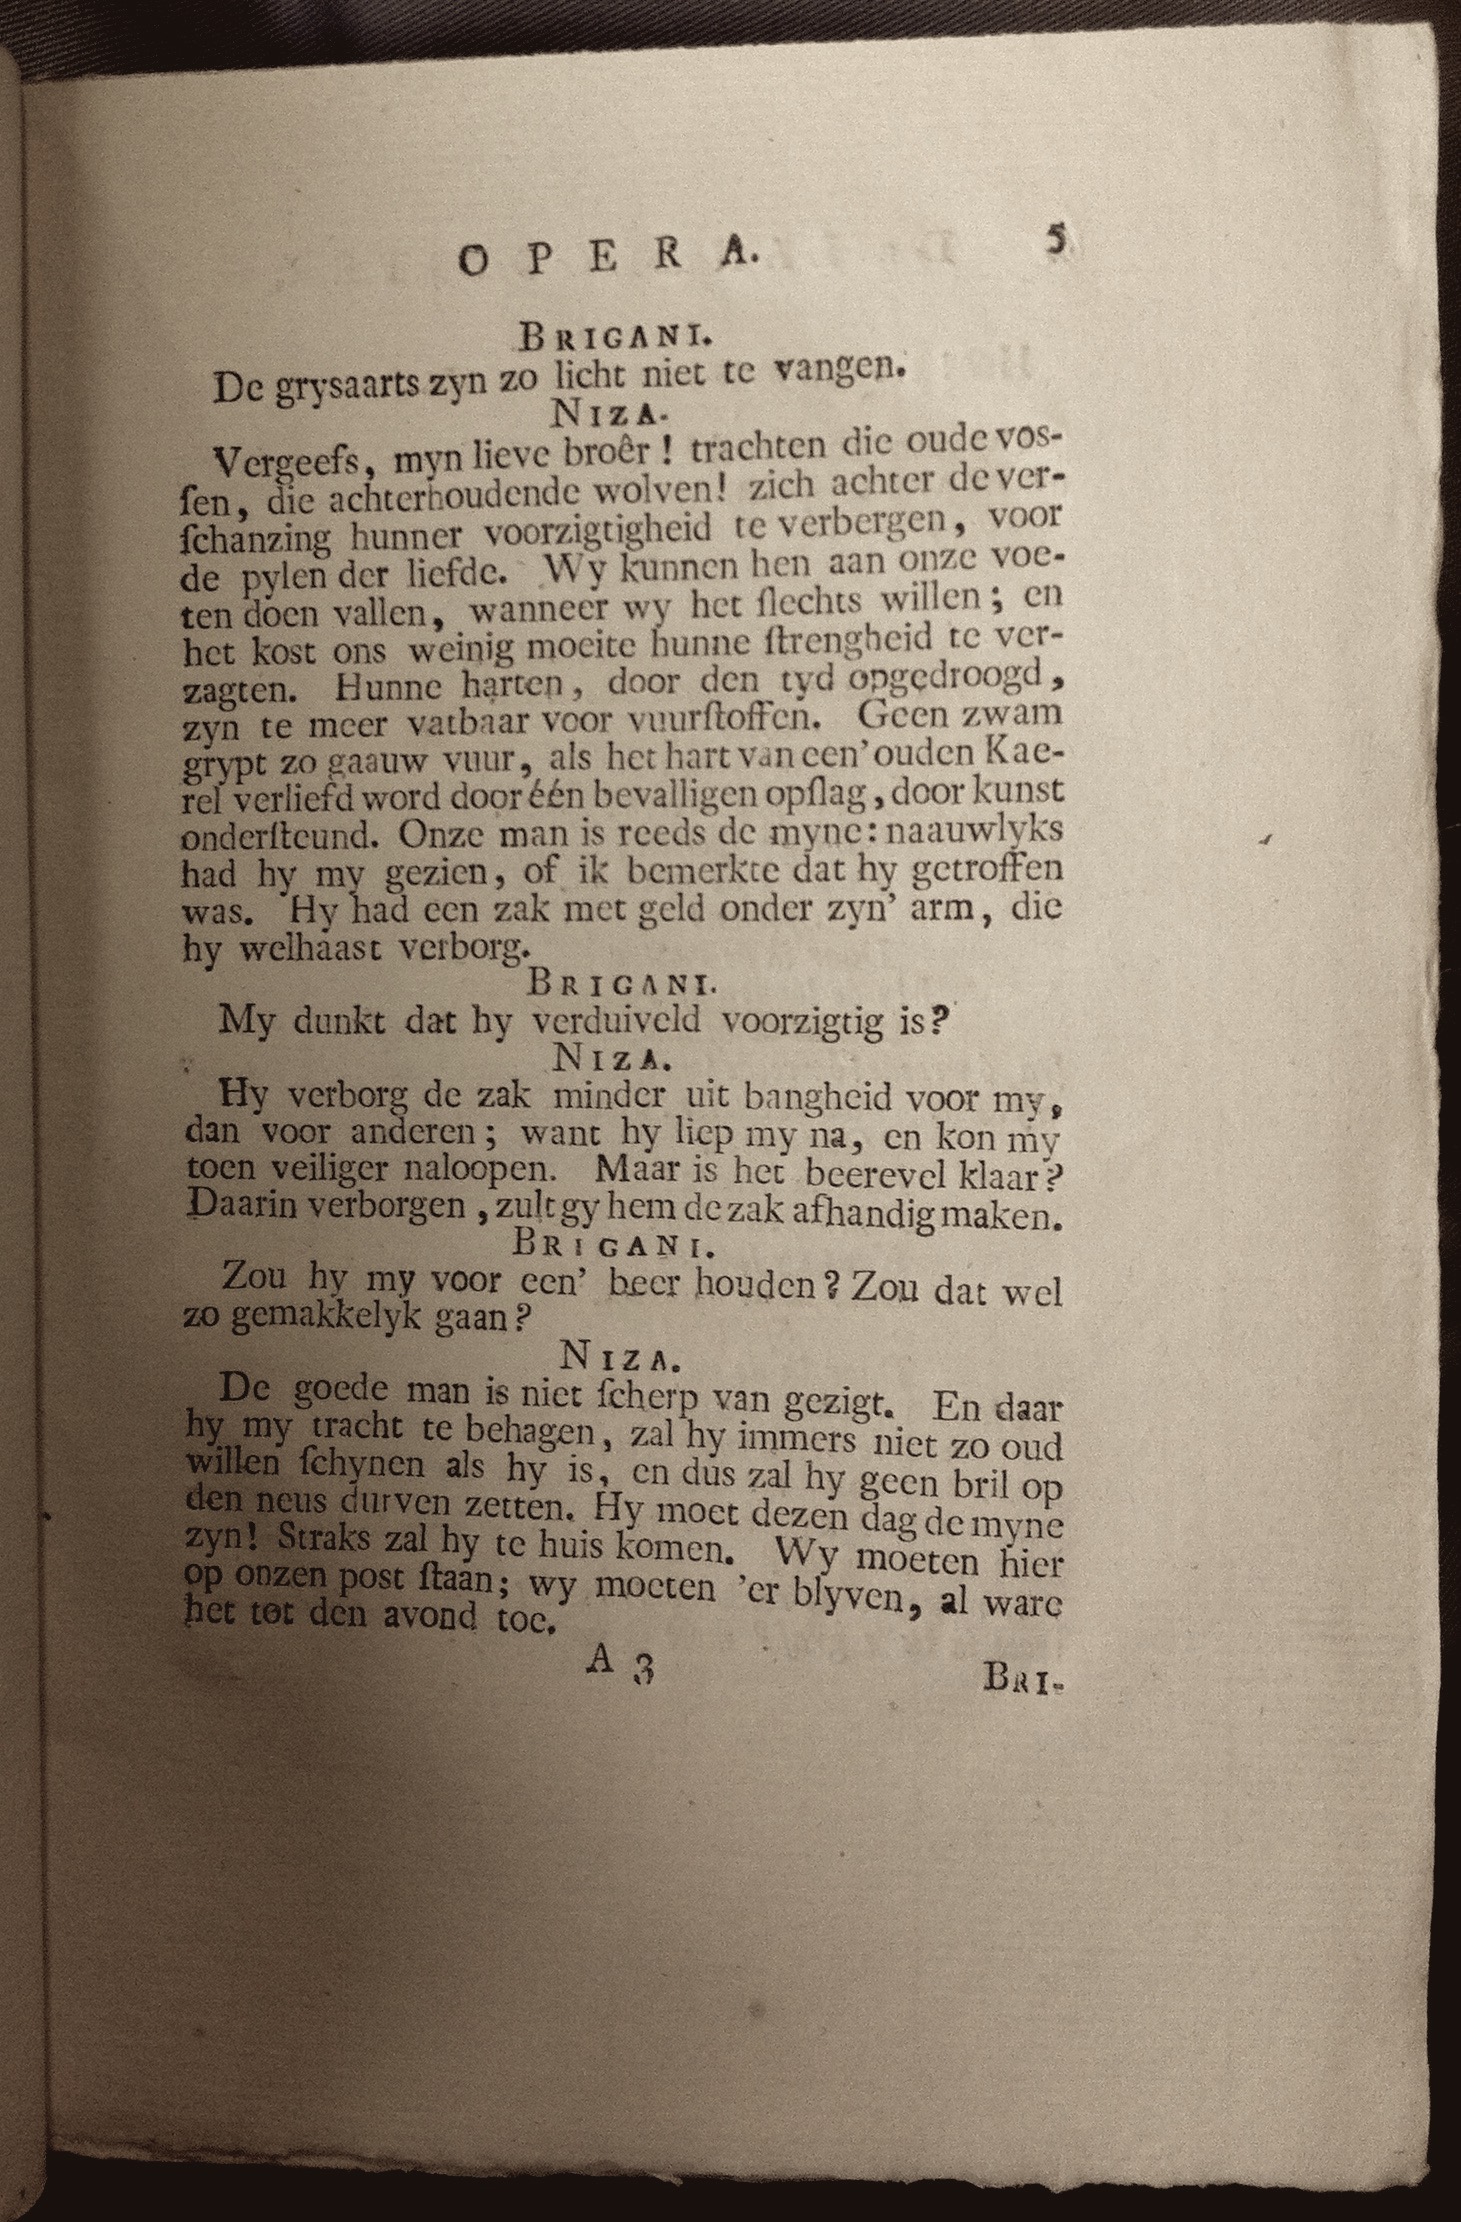 OPERA. 5
BRIGANI.
De grysaarts zyn zo licht niet te vangen.
NIZA.
Vergeefs, myn lieve broêr! trachten die oude vos-
ſen, die achterhoudende wolven! zich achter de ver-
ſchanzing hunner voorzigtigheid te verbergen, voor
de pylen der liefde. Wy kunnen hen aan onze voe-
ten doen vallen, wanneer wy het ſlechts willen; en
het kost ons weinig moeite hunne ſtrengheid te ver-
zagten. Hunne harten, door den tyd opgedroogd,
zyn te meer vatbaar voor vuurſtoffen. Geen zwam
grypt zo gaauw vuur, als het hart van een' ouden Kae-
rel verliefd word door één bevalligen opſlag, door kunst
onderſteund. Onze man is reeds de myne: naauwlyks
had hy my gezien, of ik bemerkte dat hy getroffen
was. Hy had een zak met geld onder zyn' arm, die
hy welhaast verborg.
BRIGANI.
My dunkt dat hy verduiveld voorzigtig is?
NIZA.
Hy verborg de zak minder uit bangheid voor my,
dan voor anderen; want hy liep my na, en kon my
toen veiliger naloopen. Maar is het beerevel klaar?
Daarin verborgen, zult gy hem de zak afhandig maken.
BRIGANI.
Zou hy my voor een' beer houden? Zou dat wel
zo gemakkelyk gaan?
NIZA.
De goede man is niet ſcherp van gezigt. En daar
hy my tracht te behagen, zal hy immers niet zo oud
willen ſchynen als hy is, en dus zal hy geen bril op
den neus durven zetten. Hy moet dezen dag de myne
zyn! Straks zal hy te huis komen. Wy moeten hier
op onzen post ſtaan; wy moeten 'er blyven, al ware
het tot den avond toe.
A 3 BRI-